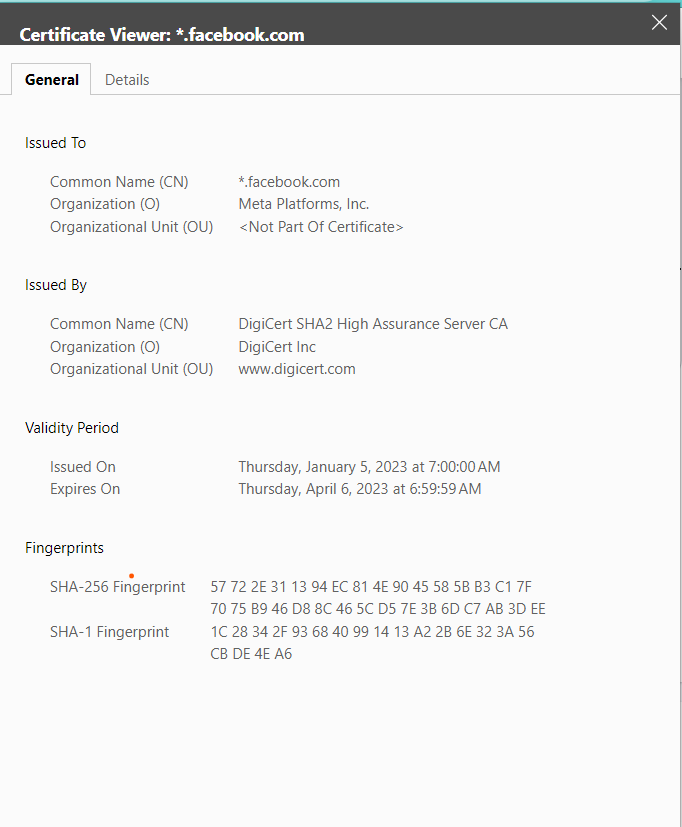 Certificate Viewer: *.facebook.com
General Details
Issued To
Common Name (CN) *.facebook.com
Organization (O) Meta Platforms, Inc.
Organizational Unit (OU) <Not Part Of Certificate>
Issued By
Common Name (CN) DigiCert SHA2 High Assurance Server CA
Organization (O) DigiCert Inc
Organizational Unit (OU) www.digicert.com
Validity Period
Issued On Thursday, January 5, 2023 at 7:00:00 AM
Expires On Thursday, April 6, 2023 at 6:59:59 AM
Fingerprints
SHA-256 Fingerprint 57 72 2E 31 13 94 EC 81 4E 90 45 58 5B B3 C1 7F
70 75 B9 46 D8 8C 46 5C D5 7E 3B 6D C7 AB 3D EE
SHA-1 Fingerprint 1C 28 34 2F 93 68 40 99 14 13 A2 2B 6E 32 3A 56
CB DE 4E A6